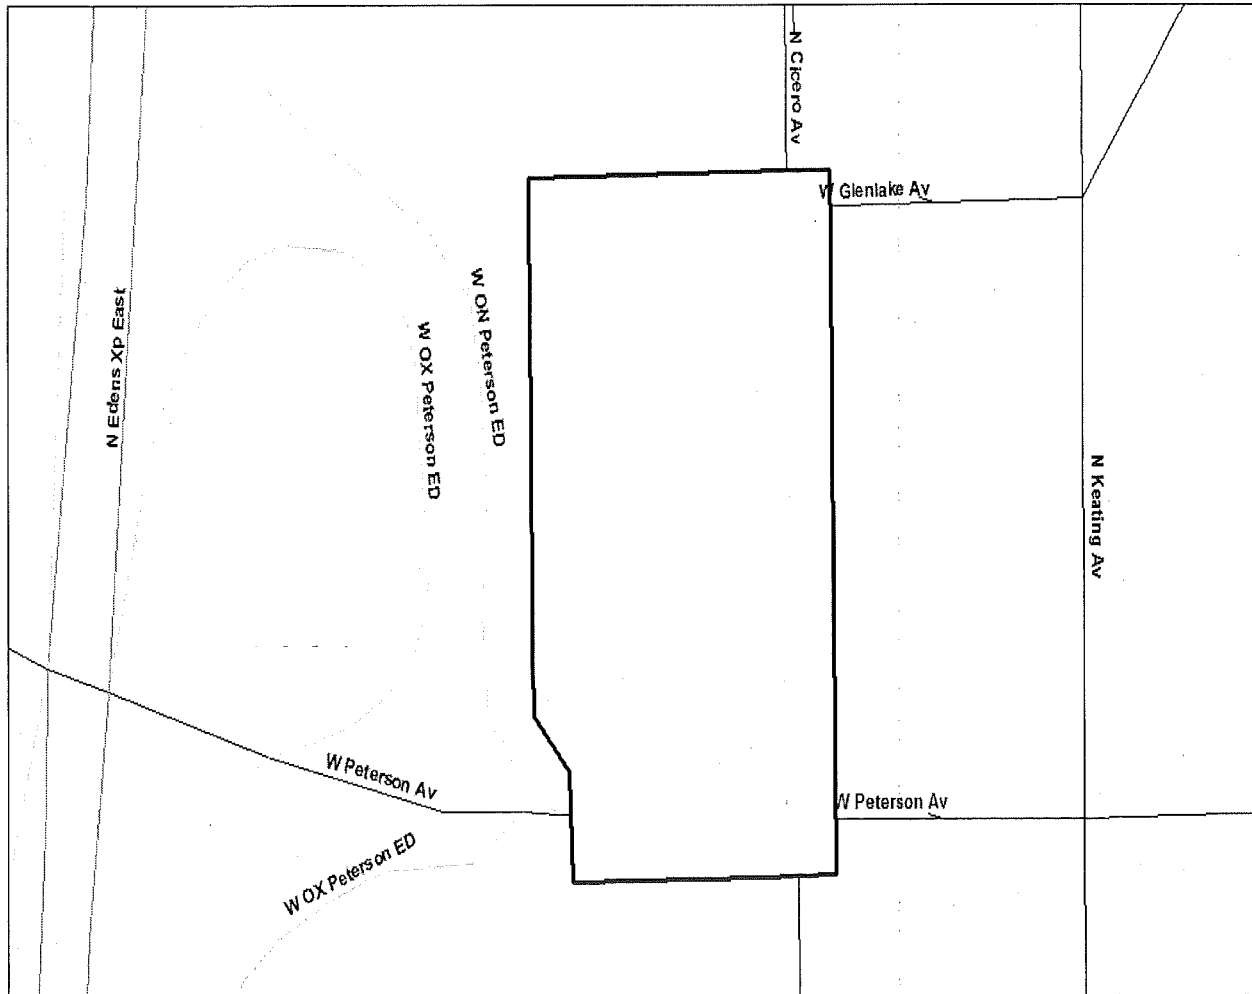 N Cicero Av
W Glenlake Av
N Edens Xp East
W ON Peterson ED
W OX Peterson ED
N Keating Av
W Peterson Av
W Peterson Av
W OX Peterson ED